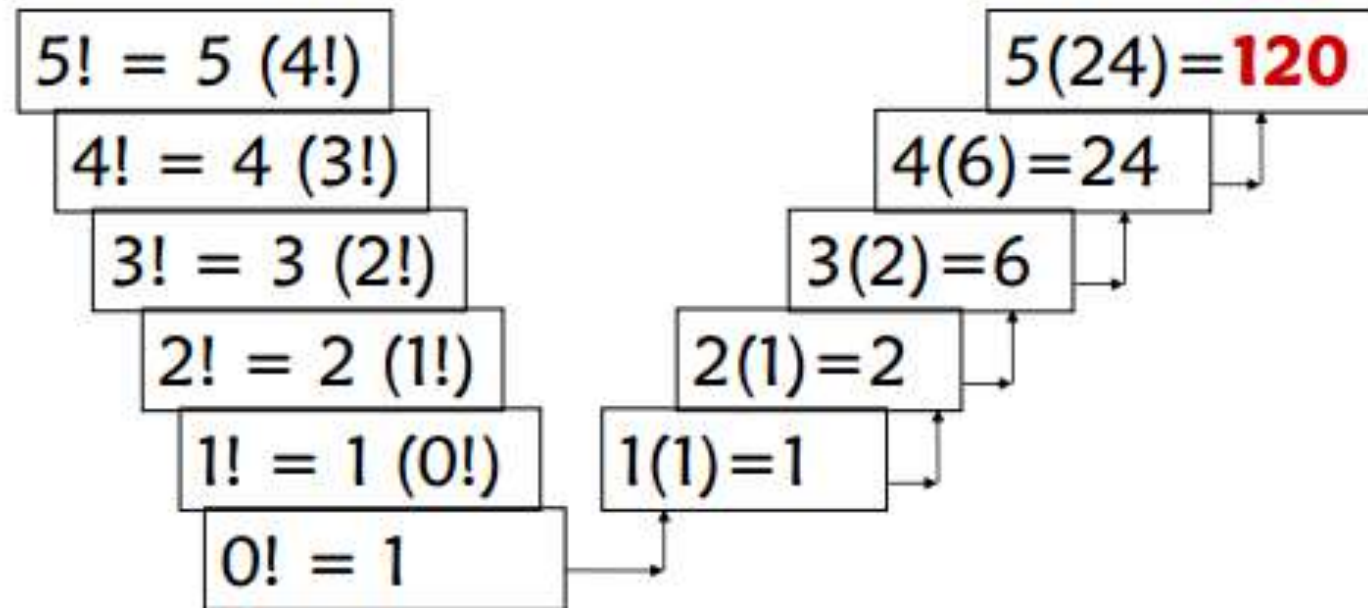 5! = 5 (4!)
4! = 4 (3!)
3! = 3 (2!)
2! = 2 (1!)
1! = 1 (0!)
0! = 1
1(1)=1
2(1)=2
3(2)=6
4(6)=24
5(24)=120